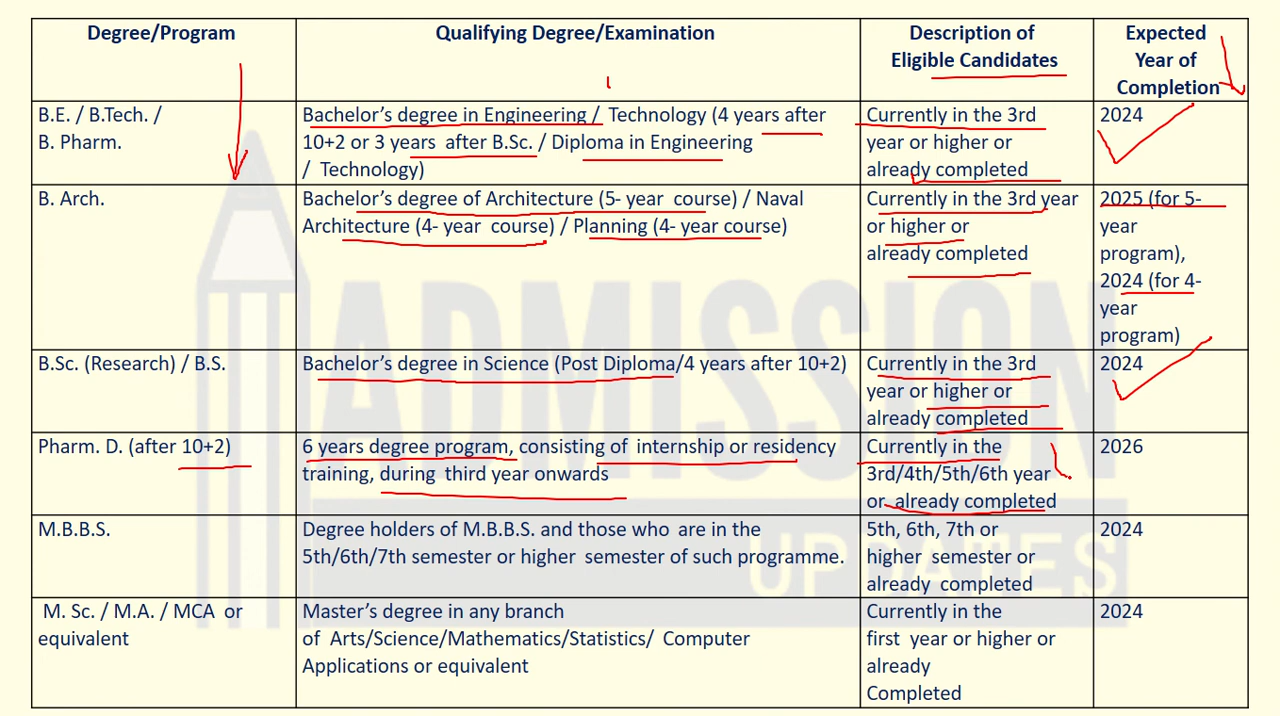 Degree/Program
Qualifying Degree/Examination
Description of
Eligible Candidates
Expected
Year of
Completion
B.E. / B.Tech. /
B. Pharm.
Bachelor's degree in Engineering / Technology (4 years after
10+2 or 3 years after B.Sc. / Diploma in Engineering
/ Technology)
Currently in the 3rd
year or higher or
already completed
2024
B. Arch.
Bachelor's degree of Architecture (5- year course) / Naval
Architecture (4- year course) / Planning (4- year course)
Currently in the 3rd year
or higher or
already completed
2025 (for 5-
year
program),
2024 (for 4-
year
program)
B.Sc. (Research) / B.S.
Bachelor's degree in Science (Post Diploma/4 years after 10+2)
Currently in the 3rd
year or higher or
already completed
2024
Pharm. D. (after 10+2)
6 years degree program, consisting of internship or residency
training, during third year onwards
Currently in the
3rd/4th/5th/6th year
or already completed
2026
M.B.B.S.
Degree holders of M.B.B.S. and those who are in the
5th/6th/7th semester or higher semester of such programme.
5th, 6th, 7th or
higher semester or
already completed
2024
M. Sc. / M.A. / MCA or
equivalent
Master's degree in any branch
of Arts/Science/Mathematics/Statistics/ Computer
Applications or equivalent
Currently in the
first year or higher or
already
Completed
2024
ADMISSION
UPDATES